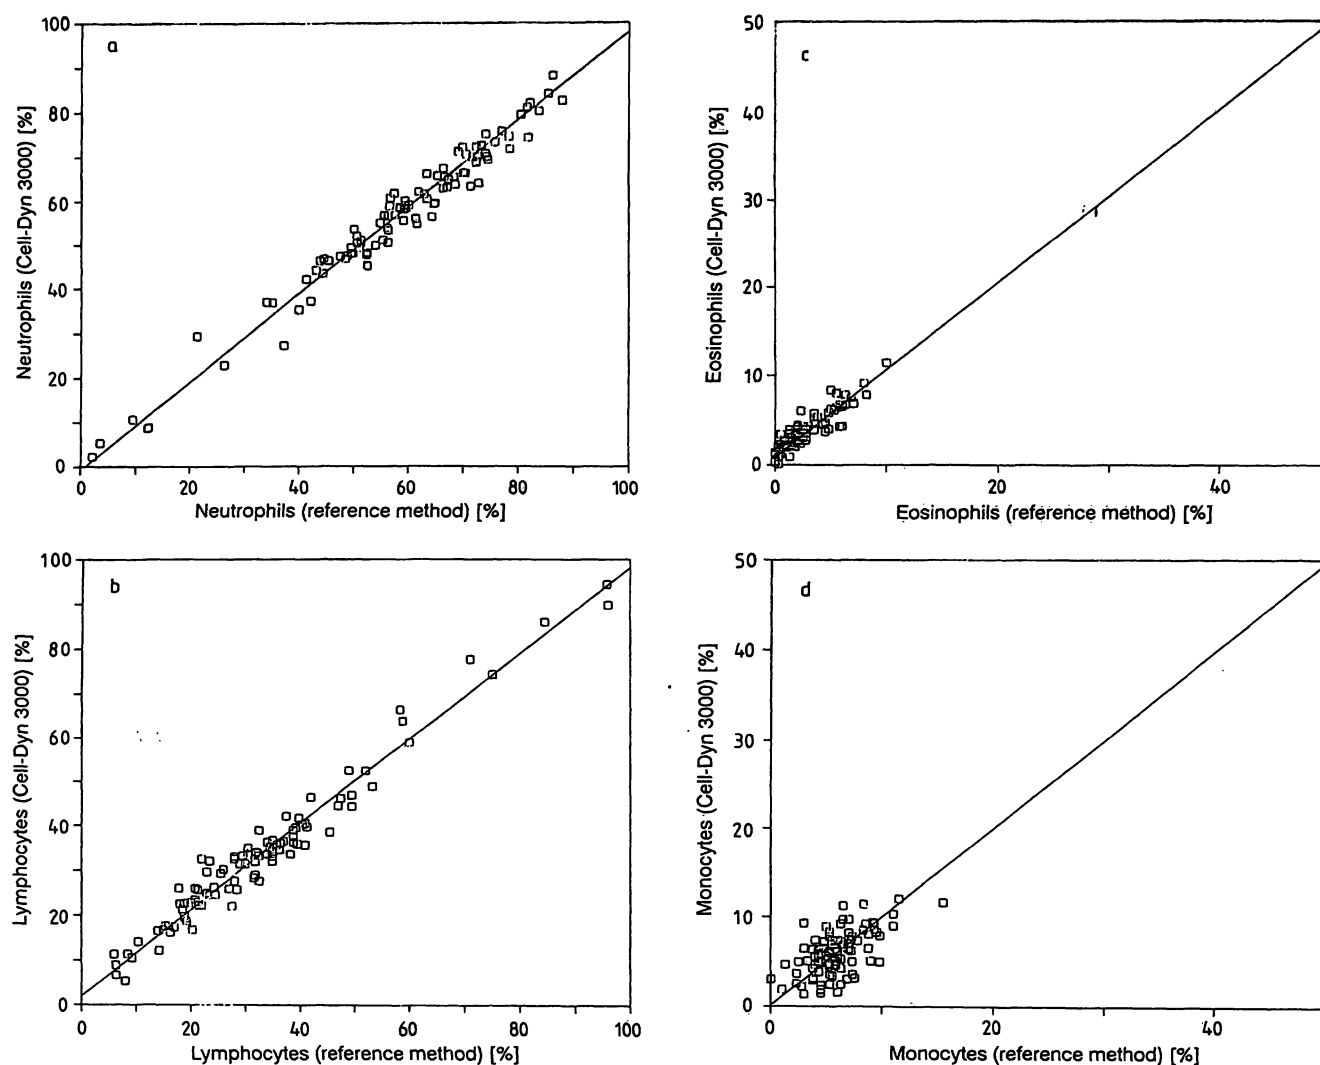 a
Neutrophils (Cell-Dyn 3000) [%]
100
80
60
40
20
0
0 20 40 60 80 100
Neutrophils (reference method) [%]
c
Eosinophils (Cell-Dyn 3000) [%]
50
40
30
20
10
0
0 20 40
Eosinophils (reference method) [%]
b
Lymphocytes (Cell-Dyn 3000) [%]
100
80
60
40
20
0
0 20 40 60 80 100
Lymphocytes (reference method) [%]
d
Monocytes (Cell-Dyn 3000) [%]
50
40
30
20
10
0
0 20 40
Monocytes (reference method) [%]